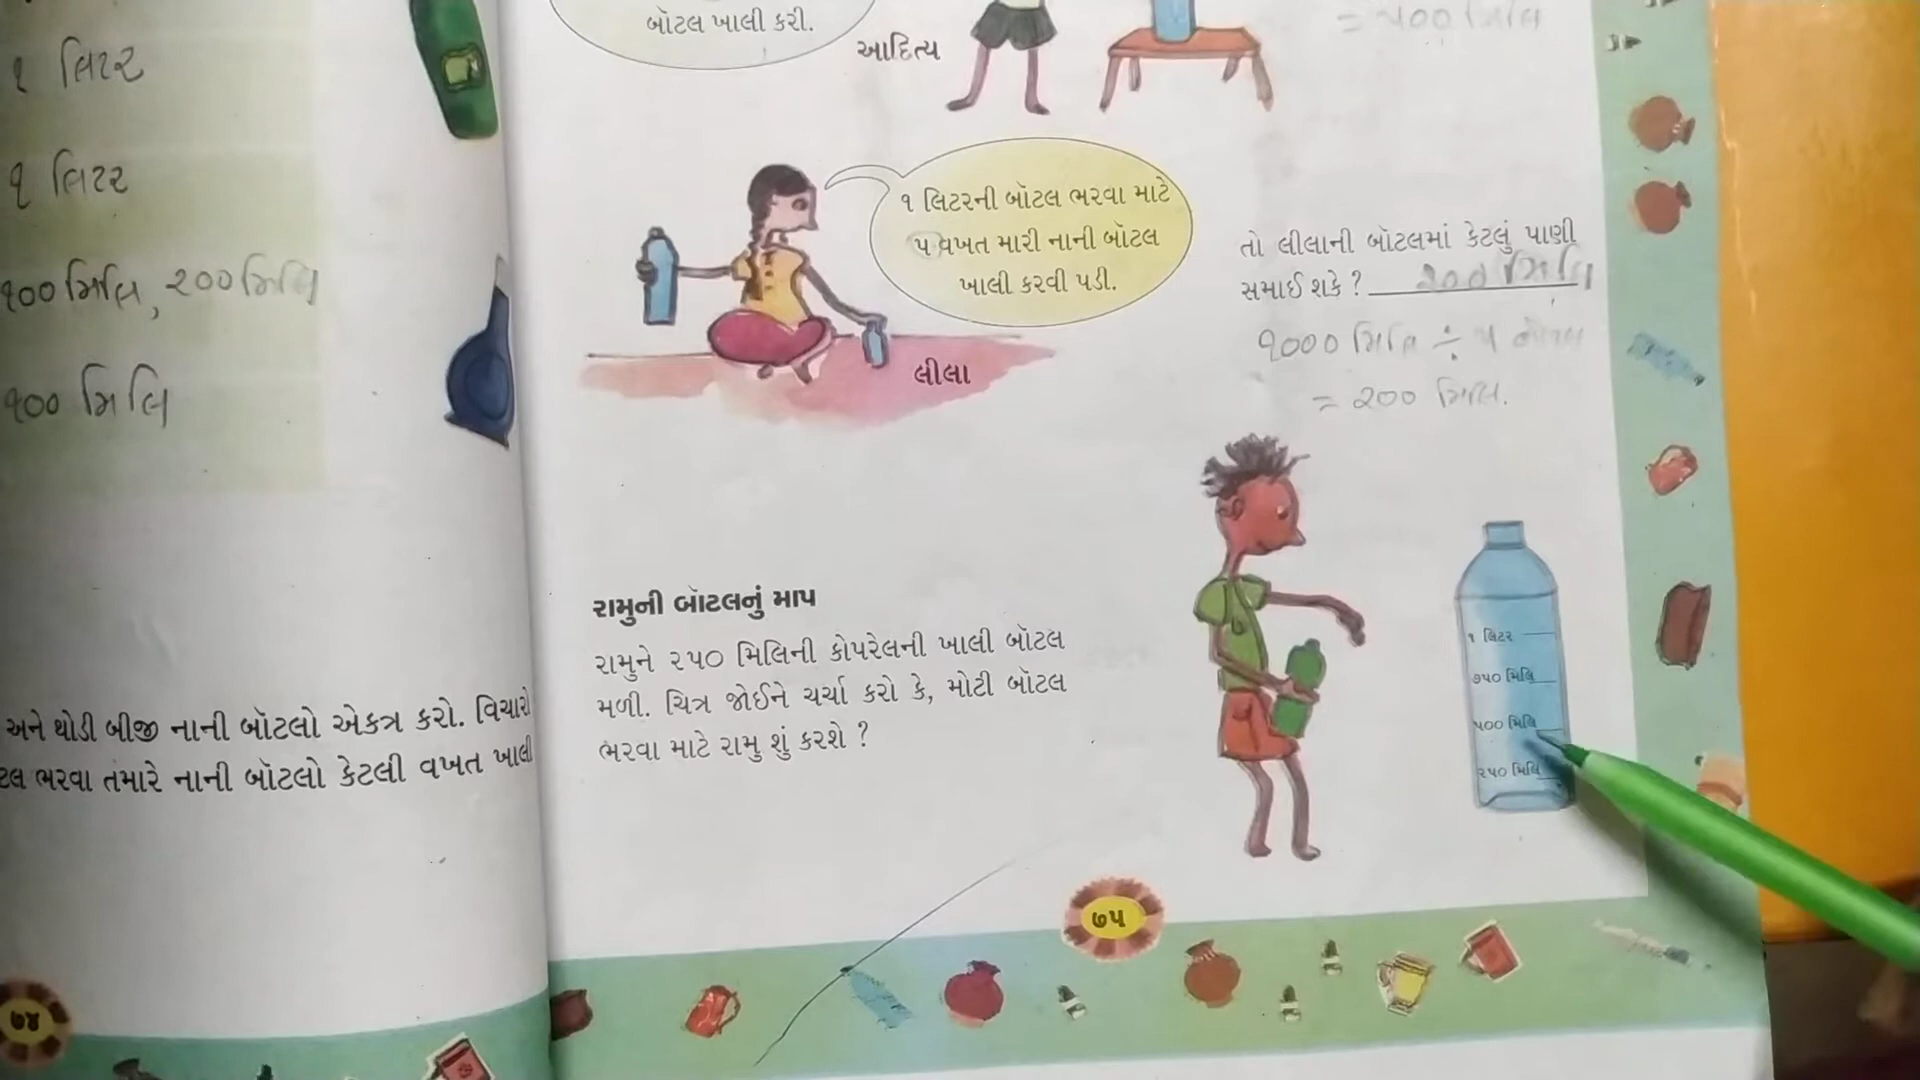 ૧ લિટર
૧ લિટર
૧૦૦ મિલિ, ૨૦૦ મિલિ
૧૦૦ મિલિ
અને થોડી બીજી નાની બૉટલો એકત્ર કરો. વિચારો
ટલ ભરવા તમારે નાની બૉટલો કેટલી વખત ખાલી
૭૪
બૉટલ ખાલી કરી.
આદિત્ય
= ૫૦૦ મિલિ
૧ લિટરની બૉટલ ભરવા માટે
૫ વખત મારી નાની બૉટલ
ખાલી કરવી પડી.
લીલા
તો લીલાની બૉટલમાં કેટલું પાણી
સમાઈ શકે ? ૨૦૦ મિલિ
૧૦૦૦ મિલિ ÷ ૫
= ૨૦૦ મિલિ.
રામુની બૉટલનું માપ
રામુને ૨૫૦ મિલિની કોપરેલની ખાલી બૉટલ
મળી. ચિત્ર જોઈને ચર્ચા કરો કે, મોટી બૉટલ
ભરવા માટે રામુ શું કરશે ?
૧ લિટર
૭૫૦ મિલિ
૫૦૦ મિલિ
૨૫૦ મિલિ
૭૫